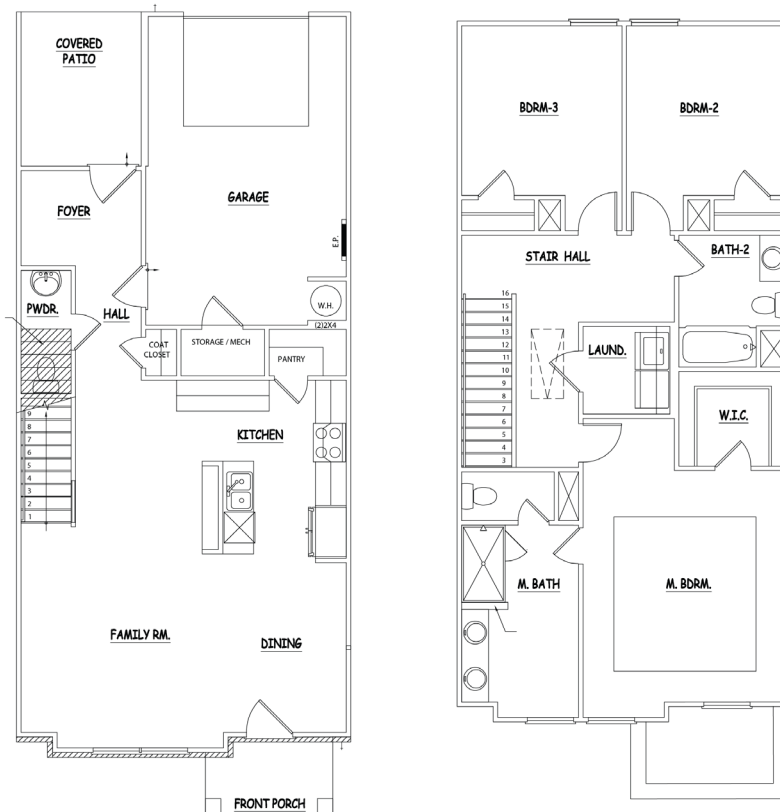 COVERED
PATIO
FOYER
GARAGE
E.P.
PWDR.
HALL
W.H.
(2)2X4
COAT
CLOSET
STORAGE / MECH
PANTRY
9
8
7
6
5
4
3
2
1
KITCHEN
FAMILY RM.
DINING
FRONT PORCH
BDRM-3
BDRM-2
STAIR HALL
BATH-2
16
15
14
13
12
11
10
9
8
7
6
5
4
3
LAUND.
W.I.C.
M. BATH
M. BDRM.